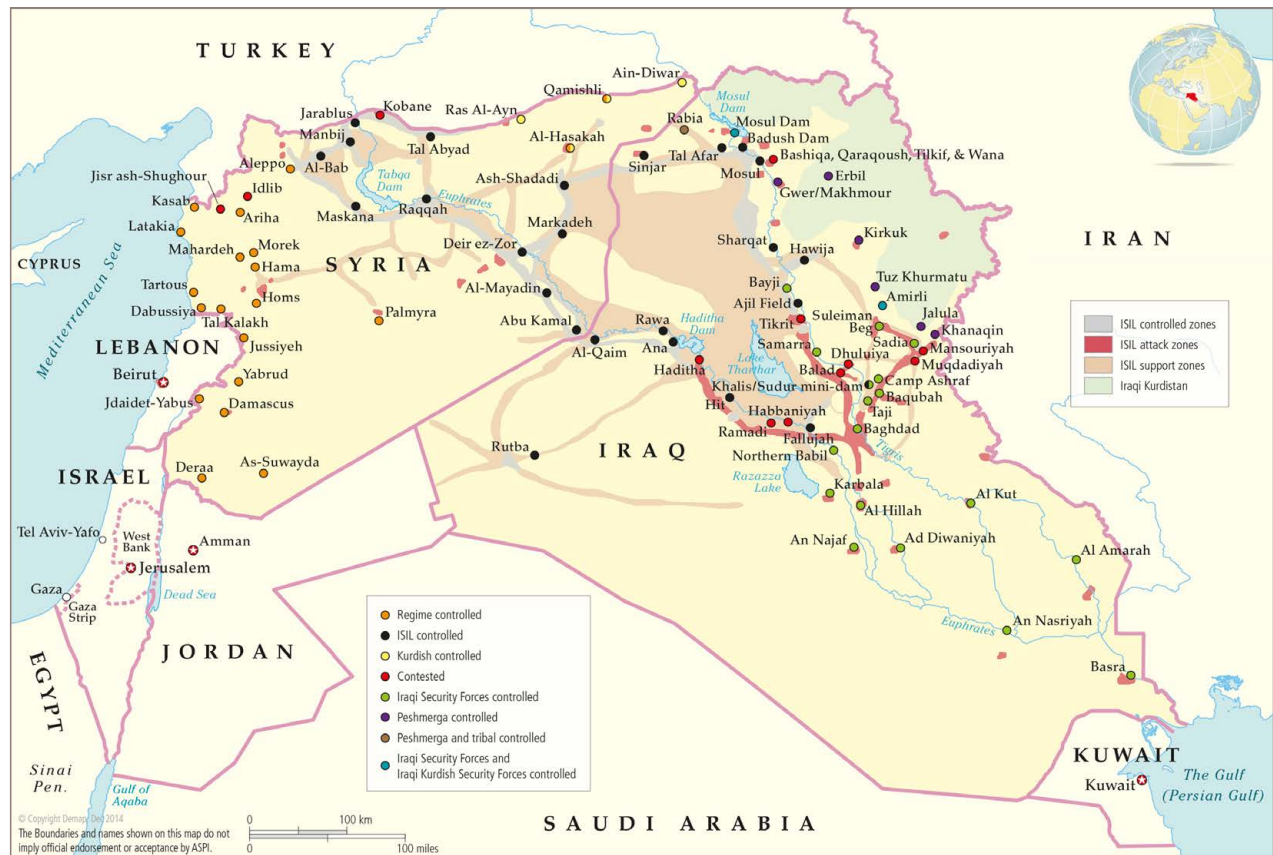 TURKEY
Ain-Diwar
Qamishli
Mosul
Dam
Jarablus
Kobane
Ras Al-Ayn
Rabia
Mosul Dam
Manbij
Al-Hasakah
Badush Dam
Aleppo
Al-Bab
Tal Abyad
Sinjar
Tal Afar
Bashiqa, Qaraqoush, Tilkif, & Wana
Jisr ash-Shughour
Mosul
Erbil
Idlib
Tabqa
Dam
Ash-Shadadi
Gwer/Makhmour
Kasab
Ariha
Maskana
Raqqah
Euphrates
Latakia
Markadeh
Kirkuk
Mahardeh
Morek
Deir ez-Zor
Sharqat
Hawija
IRAN
Mediterranean Sea
CYPRUS
Hama
SYRIA
Tuz Khurmatu
Tartous
Homs
Al-Mayadin
Bayji
Amirli
Dabussiya
Palmyra
Ajil Field
Suleiman
Beg
Jalula
Tal Kalakh
Abu Kamal
Rawa
Haditha
Dam
Tikrit
Khanaqin
LEBANON
Jussiyeh
Al-Qaim
Ana
Samarra
Sadia
Mansouriyah
Beirut
Lake
Tharthar
Dhuluiya
Muqdadiyah
Yabrud
Haditha
Balad
Khalis/Sudur mini-dam
Camp Ashraf
Jdaidet-Yabus
Damascus
Hit
Habbaniyah
Baqubah
Taji
Ramadi
Fallujah
Baghdad
Rutba
IRAQ
Northern Babil
Tigris
ISRAEL
Deraa
As-Suwayda
Razazza
Lake
Karbala
Al Kut
Al Hillah
Tel Aviv-Yafo
West
Bank
Amman
An Najaf
Ad Diwaniyah
Al Amarah
Jerusalem
Gaza
Gaza
Strip
Dead Sea
Euphrates
An Nasriyah
JORDAN
EGYPT
Basra
Sinai
Pen.
Gulf of
Aqaba
KUWAIT
Kuwait
The Gulf
(Persian Gulf)
SAUDI ARABIA
ISIL controlled zones
ISIL attack zones
ISIL support zones
Iraqi Kurdistan
Regime controlled
ISIL controlled
Kurdish controlled
Contested
Iraqi Security Forces controlled
Peshmerga controlled
Peshmerga and tribal controlled
Iraqi Security Forces and
Iraqi Kurdish Security Forces controlled
© Copyright Demap, Dec 2014
The Boundaries and names shown on this map do not
imply official endorsement or acceptance by ASPI.
0 100 km
0 100 miles